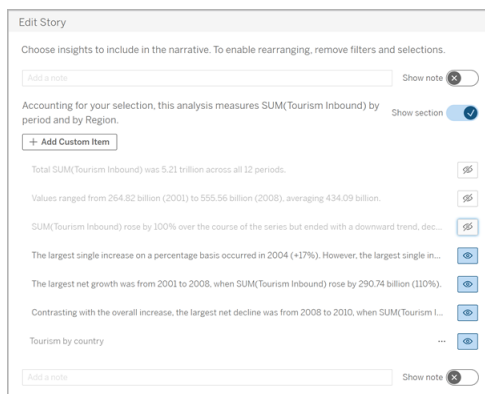 Edit Story
Choose insights to include in the narrative. To enable rearranging, remove filters and selections.
Add a note
Show note
Accounting for your selection, this analysis measures SUM(Tourism Inbound) by
period and by Region.
Show section
+ Add Custom Item
Total SUM(Tourism Inbound) was 5.21 trillion across all 12 periods.
Values ranged from 264.82 billion (2001) to 555.56 billion (2008), averaging 434.09 billion.
SUM(Tourism Inbound) rose by 100% over the course of the series but ended with a downward trend, dec...
The largest single increase on a percentage basis occurred in 2004 (+17%). However, the largest single in...
The largest net growth was from 2001 to 2008, when SUM(Tourism Inbound) rose by 290.74 billion (110%).
Contrasting with the overall increase, the largest net decline was from 2008 to 2010, when SUM(Tourism I...
Tourism by country
...
Add a note
Show note